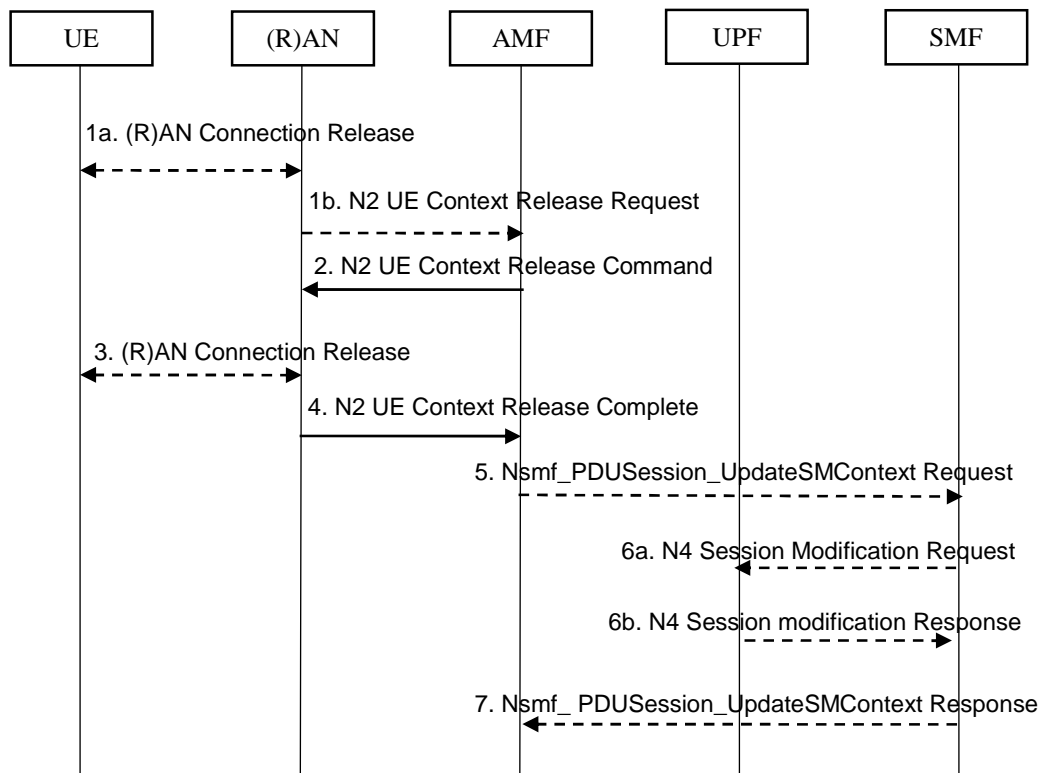 UE
(R)AN
AMF
UPF
SMF
1a. (R)AN Connection Release
1b. N2 UE Context Release Request
2. N2 UE Context Release Command
3. (R)AN Connection Release
4. N2 UE Context Release Complete
5. Nsmf_PDUSession_UpdateSMContext Request
6a. N4 Session Modification Request
6b. N4 Session modification Response
7. Nsmf_ PDUSession_UpdateSMContext Response